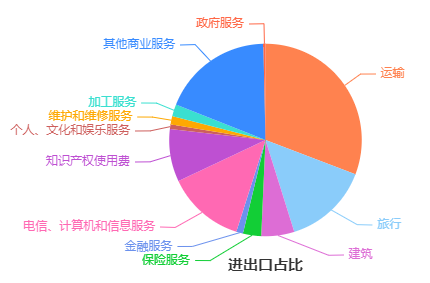 政府服务
其他商业服务
运输
加工服务
维护和维修服务
个人、文化和娱乐服务
知识产权使用费
电信、计算机和信息服务
旅行
金融服务
建筑
保险服务
进出口占比